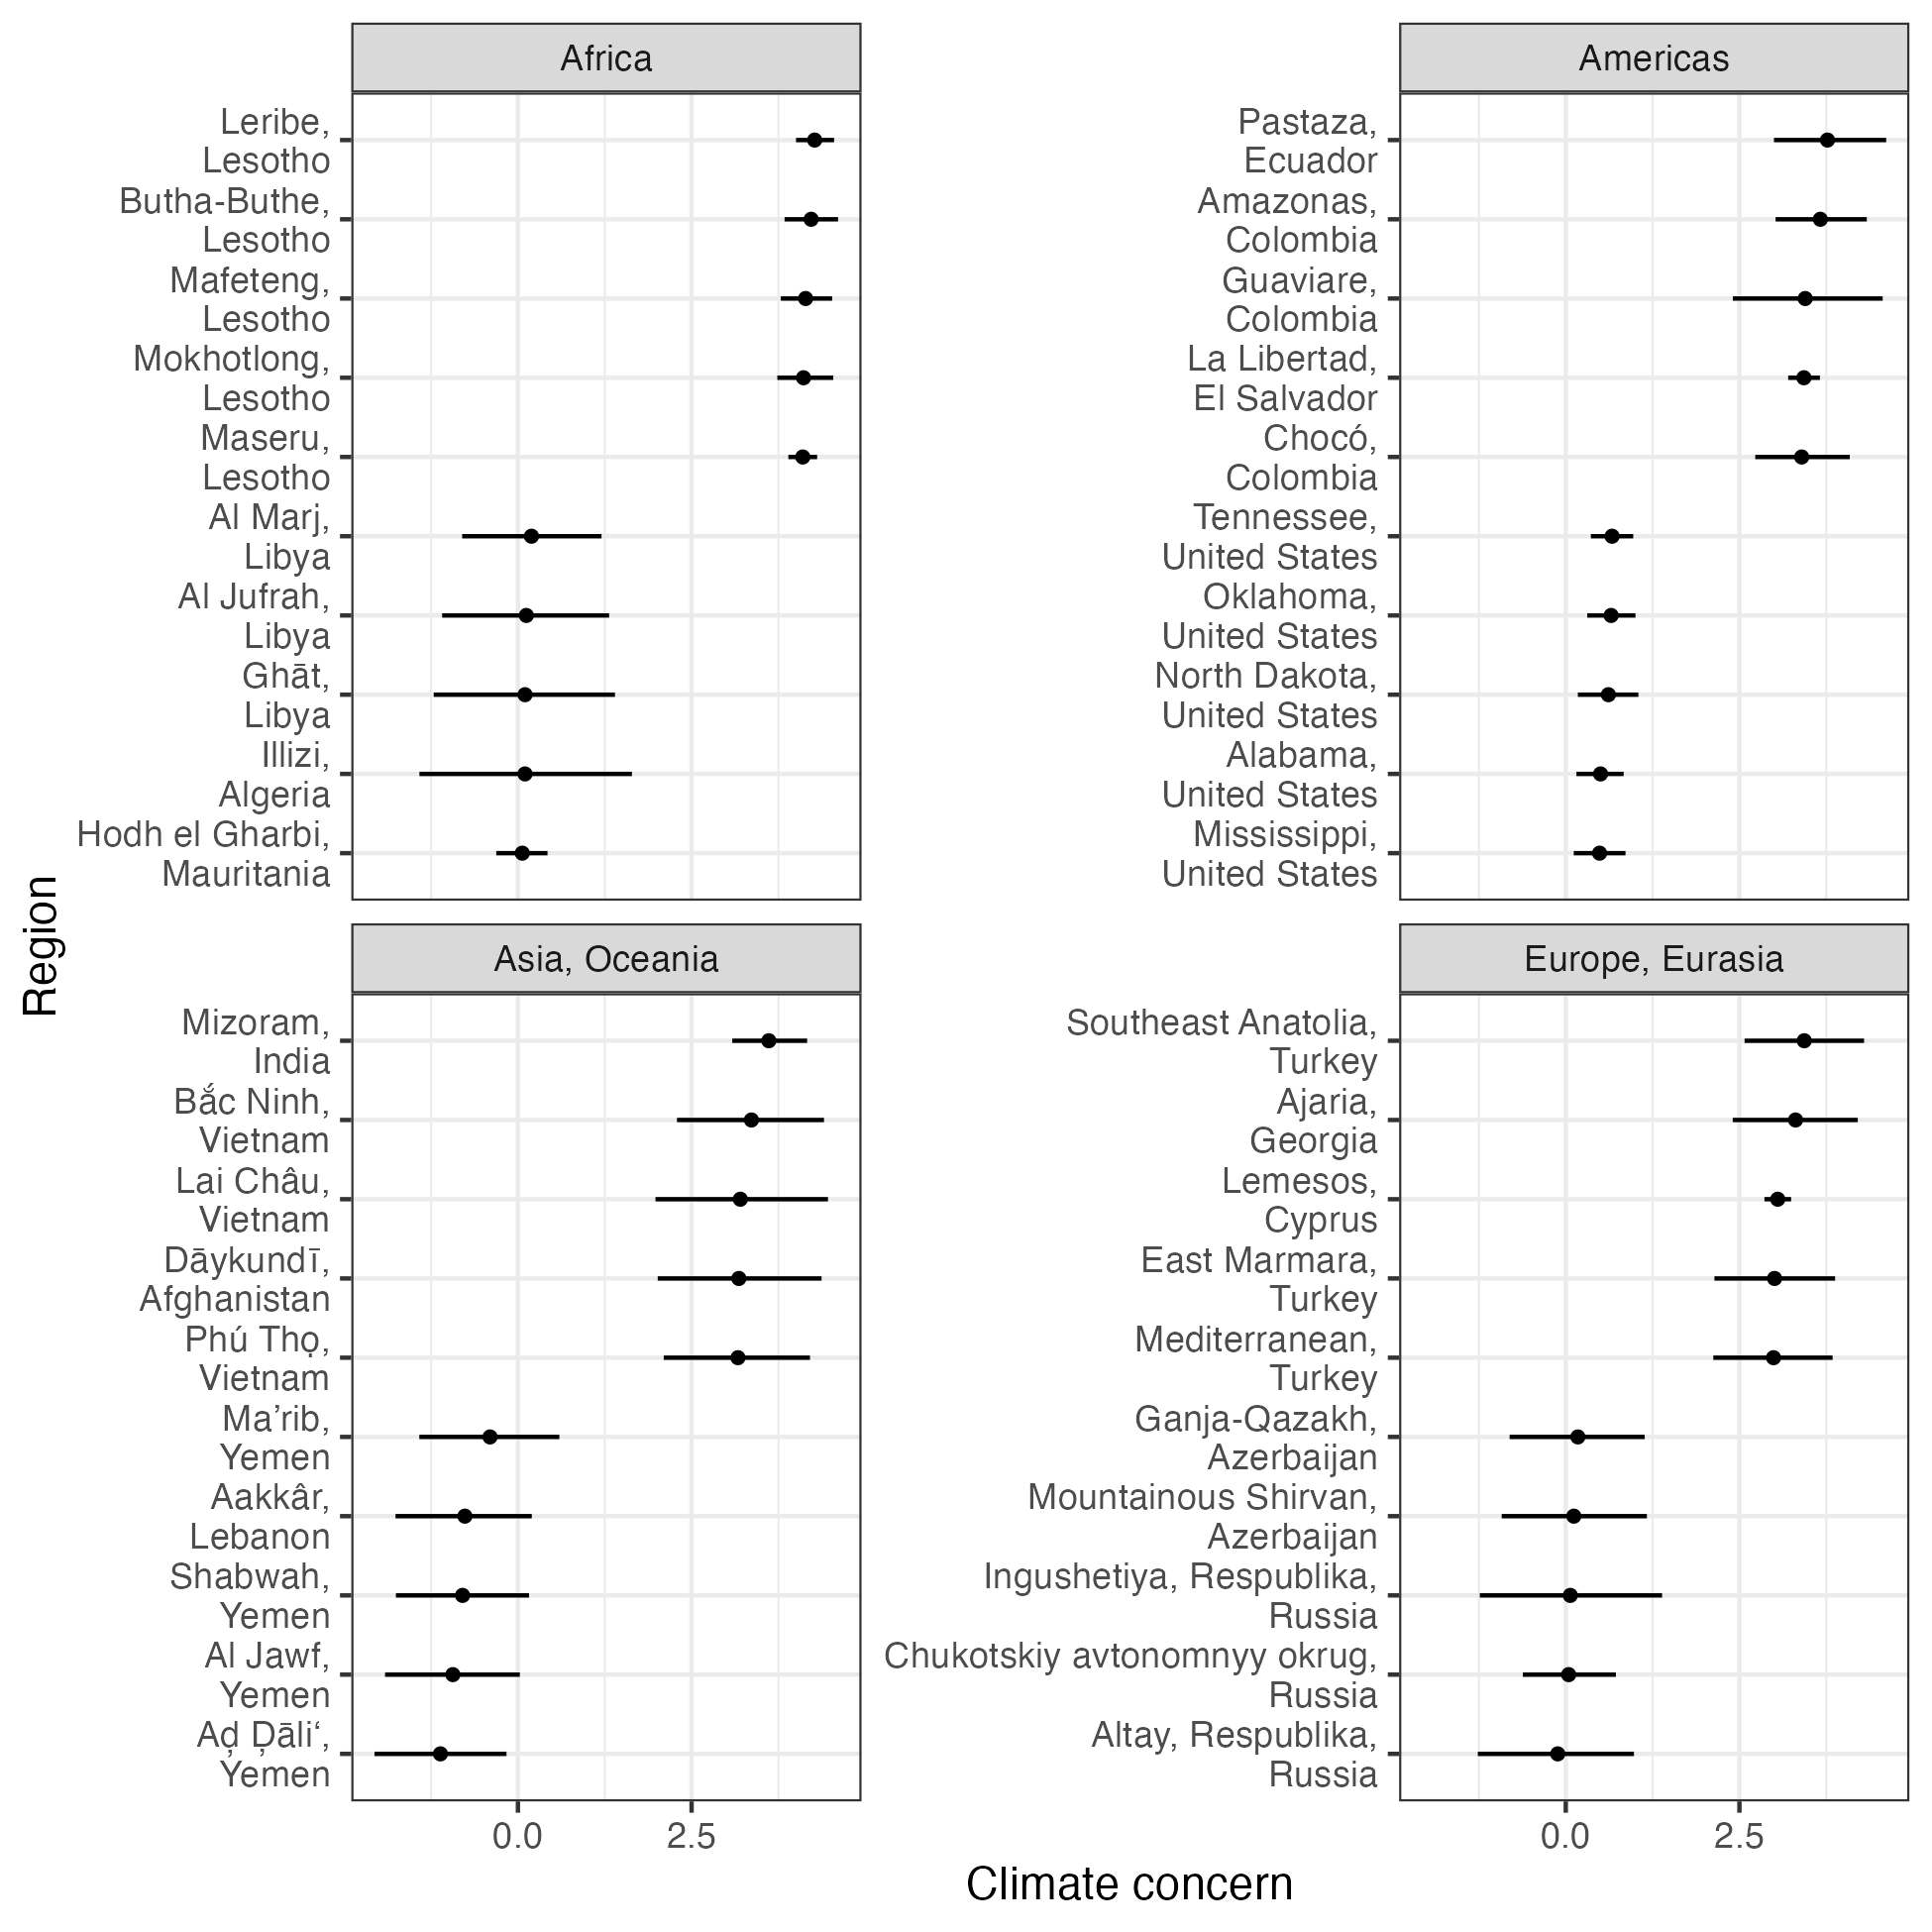 Africa
Leribe,
Lesotho
Butha-Buthe,
Lesotho
Mafeteng,
Lesotho
Mokhotlong,
Lesotho
Maseru,
Lesotho
Al Marj,
Libya
Al Jufrah,
Libya
Ghāt,
Libya
Illizi,
Algeria
Hodh el Gharbi,
Mauritania
Americas
Pastaza,
Ecuador
Amazonas,
Colombia
Guaviare,
Colombia
La Libertad,
El Salvador
Chocó,
Colombia
Tennessee,
United States
Oklahoma,
United States
North Dakota,
United States
Alabama,
United States
Mississippi,
United States
Region
Asia, Oceania
Mizoram,
India
Bắc Ninh,
Vietnam
Lai Châu,
Vietnam
Dāykundī,
Afghanistan
Phú Thọ,
Vietnam
Ma’rib,
Yemen
Aakkâr,
Lebanon
Shabwah,
Yemen
Al Jawf,
Yemen
Aḑ Ḑāli‘,
Yemen
0.0 2.5
Europe, Eurasia
Southeast Anatolia,
Turkey
Ajaria,
Georgia
Lemesos,
Cyprus
East Marmara,
Turkey
Mediterranean,
Turkey
Ganja-Qazakh,
Azerbaijan
Mountainous Shirvan,
Azerbaijan
Ingushetiya, Respublika,
Russia
Chukotskiy avtonomnyy okrug,
Russia
Altay, Respublika,
Russia
0.0 2.5
Climate concern